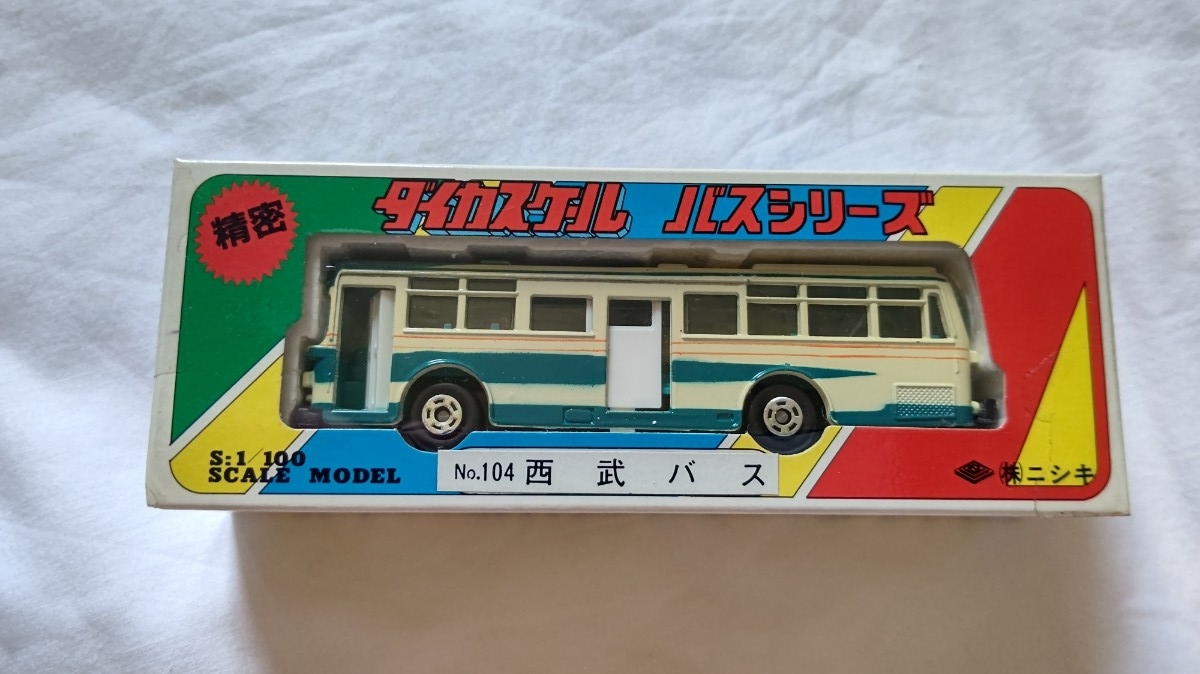 精密
ダイカスケール バスシリーズ
S:1 100
SCALE MODEL
No.104 西武バス
㈱ニシキ